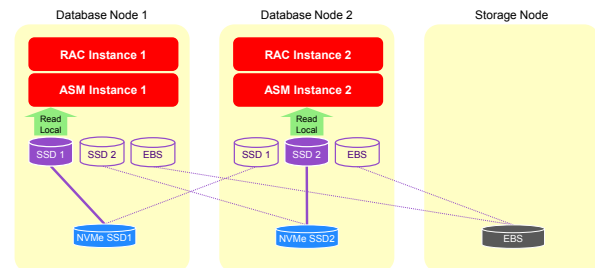 Database Node 1
Database Node 2
Storage Node
RAC Instance 1
RAC Instance 2
ASM Instance 1
ASM Instance 2
Read
Local
Read
Local
SSD 1
SSD 2
EBS
SSD 1
SSD 2
EBS
NVMe SSD1
NVMe SSD2
EBS